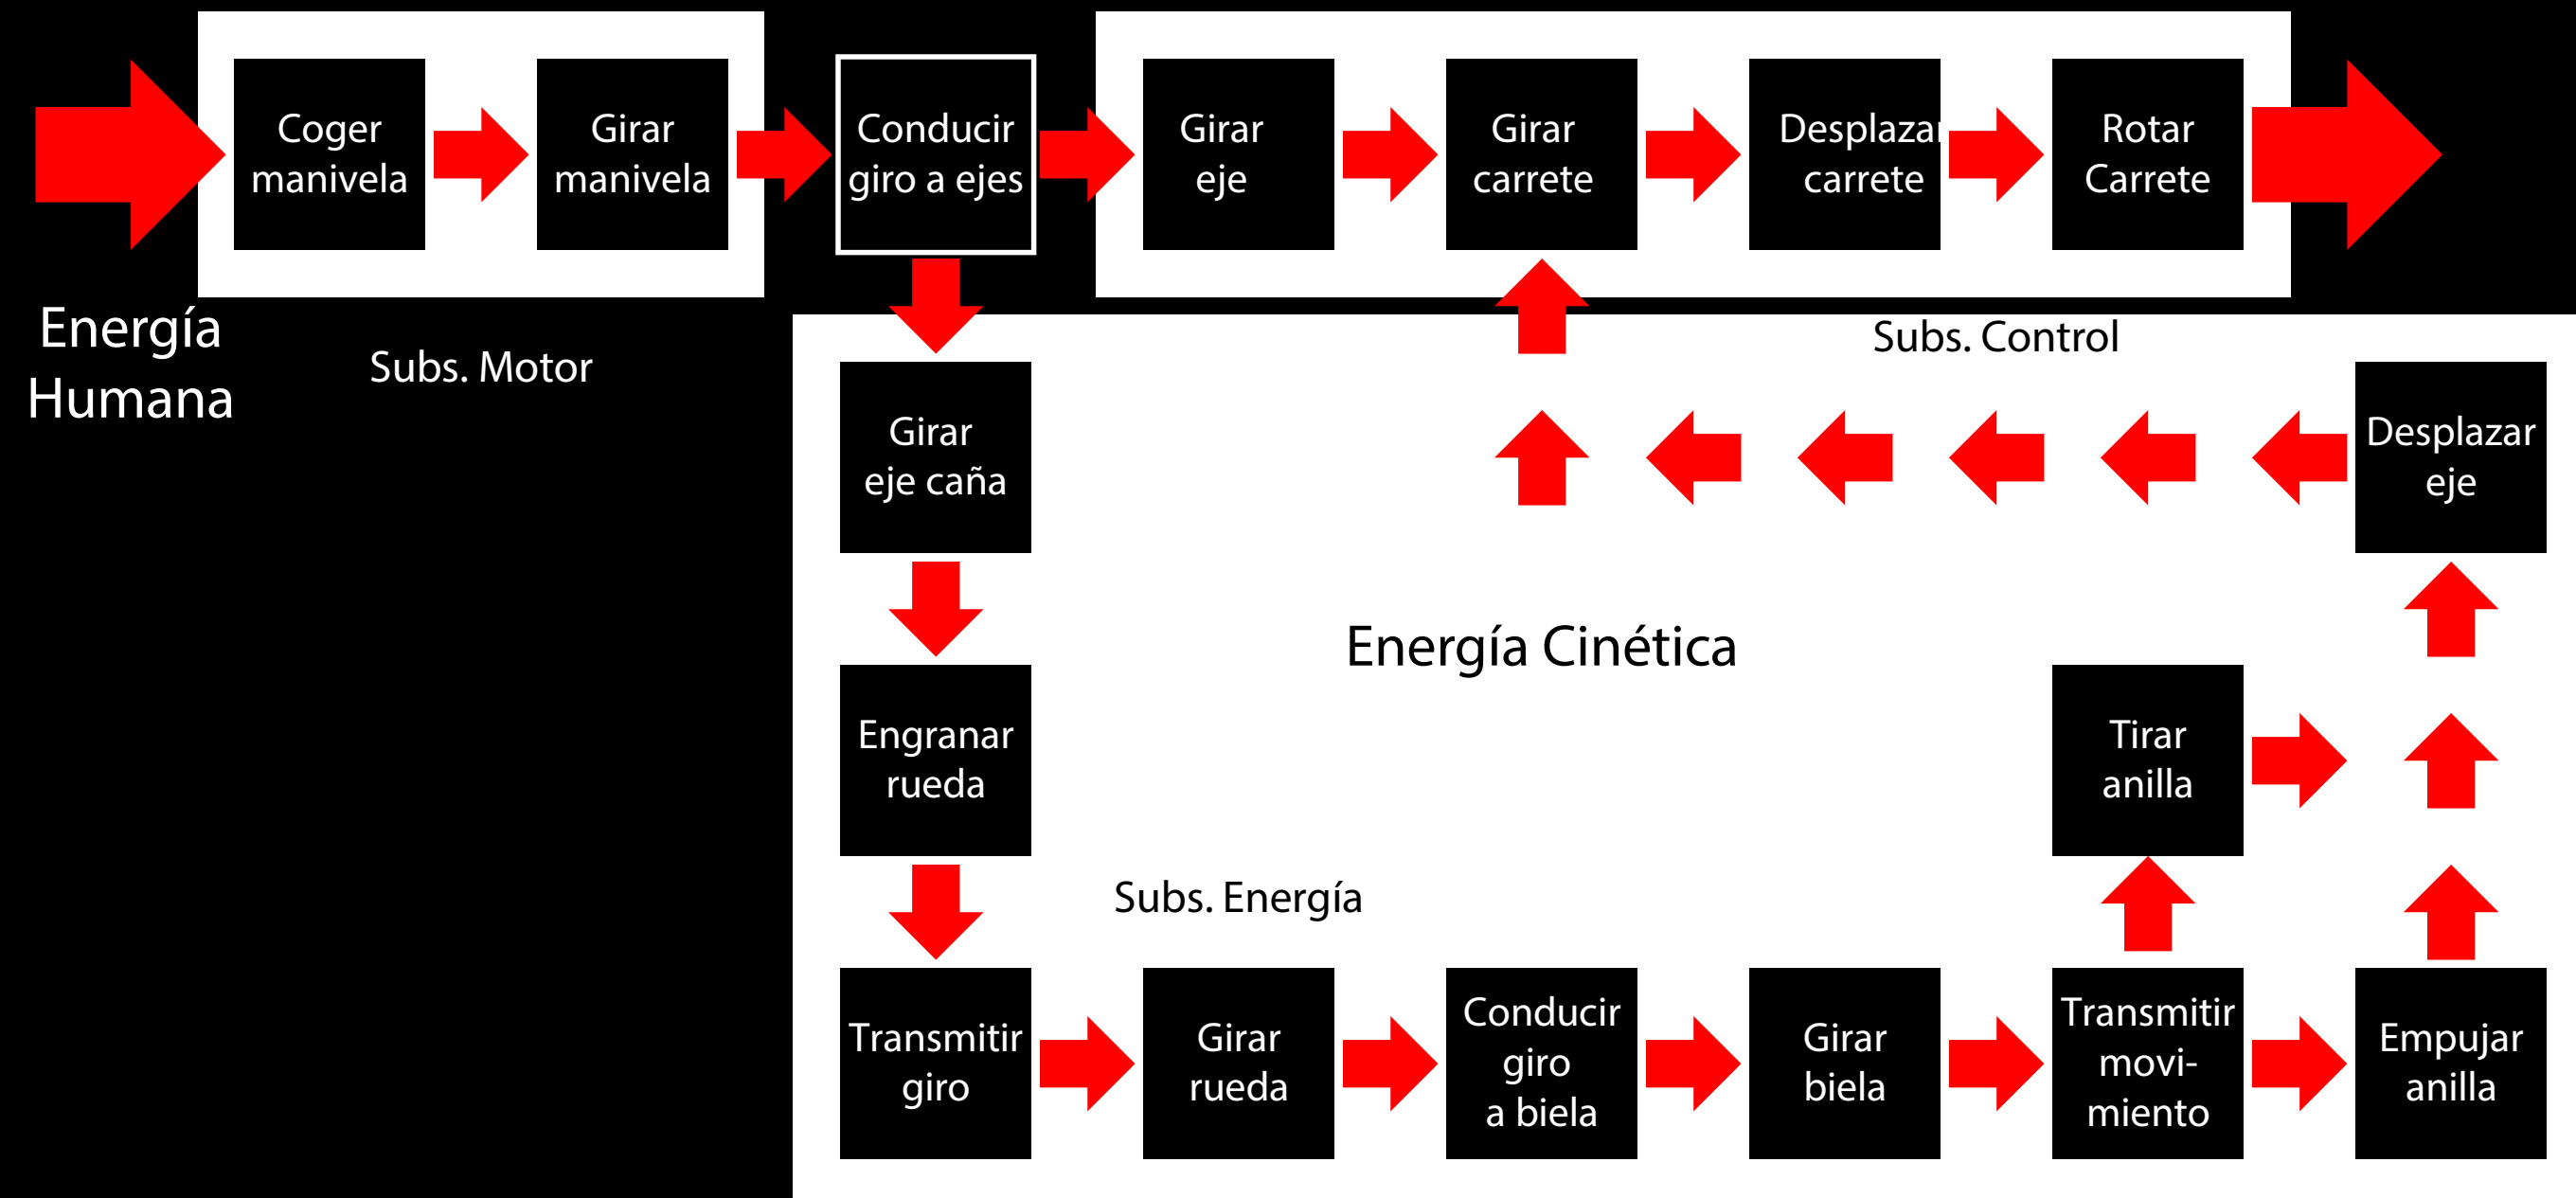 Coger
manivela
Girar
manivela
Conducir
giro a ejes
Girar
eje
Girar
carrete
Desplazar
carrete
Rotar
Carrete
Energía
Humana
Subs. Motor
Subs. Control
Girar
eje caña
Desplazar
eje
Energía Cinética
Engranar
rueda
Tirar
anilla
Subs. Energía
Transmitir
giro
Girar
rueda
Conducir
giro
a biela
Girar
biela
Transmitir
movi-
miento
Empujar
anilla